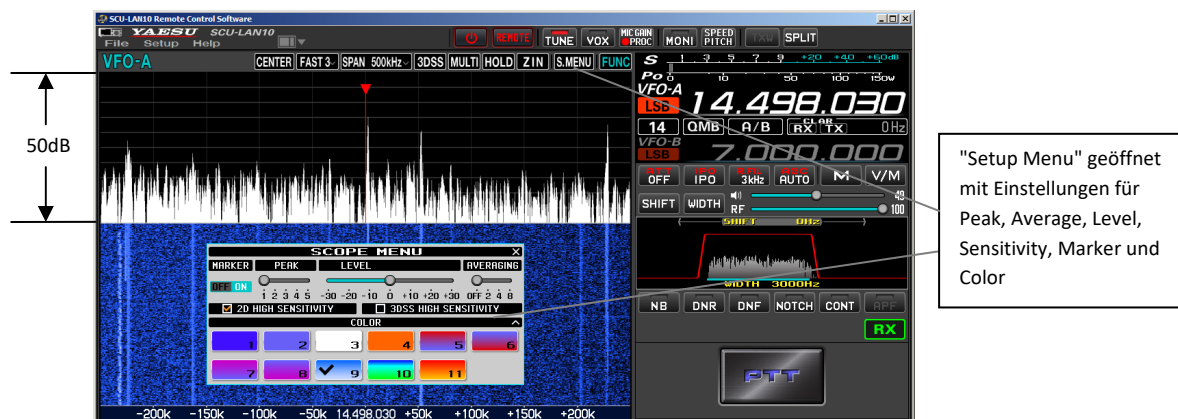 SCU-LAN10 Remote Control Software
YAESU SCU-LAN10
File Setup Help
TUNE VOX MIC GAIN PROC MONI SPEED PITCH TXW SPLIT
REMOTE
VFO-A CENTER FAST 3 SPAN 500kHz 3DSS MULTI HOLD Z IN S.MENU FUNC
50dB
S 1 3 5 7 9 +20 +40 +60dB
Po 0 10 50 100 150W
VFO-A
LSB 14.498.030
14 QMB A/B CLAR RX TX 0Hz
VFO-B
LSB 7.000.000
ATT OFF IPO IPO R.FIL 3kHz AGC AUTO M V/M
SHIFT WIDTH 49
RF 100
SHIFT 0Hz
WIDTH 3000Hz
NB DNR DNF NOTCH CONT APF
RX
PTT
SCOPE MENU X
MARKER PEAK LEVEL AVERAGING
OFF ON 1 2 3 4 5 -30 -20 -10 0 +10 +20 +30 OFF 2 4 8
2D HIGH SENSITIVITY 3DSS HIGH SENSITIVITY
COLOR
1 2 3 4 5 6
7 8 9 10 11
-200k -150k -100k -50k 14.498.030 +50k +100k +150k +200k
"Setup Menu" geöffnet
mit Einstellungen für
Peak, Average, Level,
Sensitivity, Marker und
Color